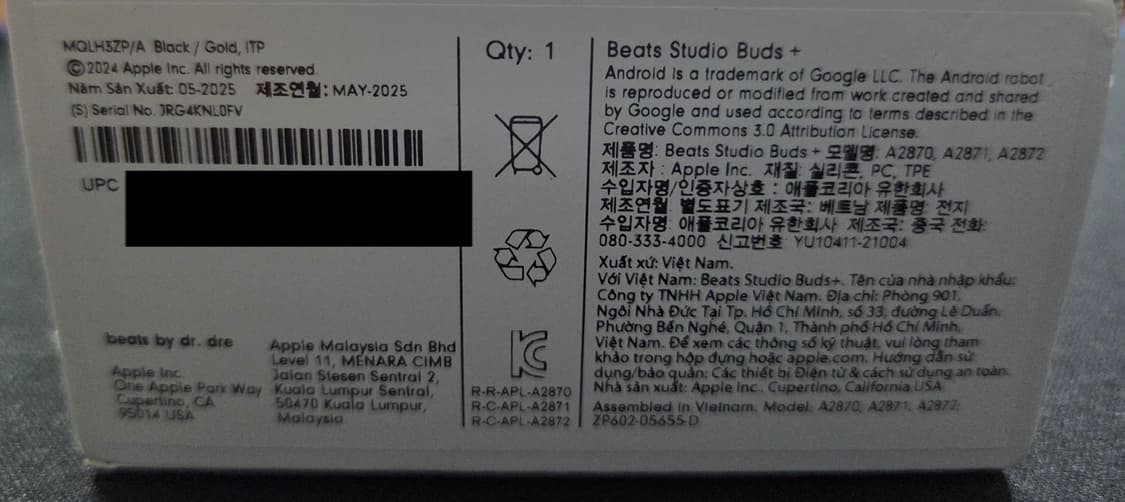 MQLH3ZP/A Black / Gold, ITP
©2024 Apple Inc. All rights reserved.
Năm Sản Xuất: 05-2025 제조연월: MAY-2025
(S) Serial No. JRG4KNL0FV
UPC
beats by dr. dre
Apple Inc.
One Apple Park Way
Cupertino, CA
95014 USA
Apple Malaysia Sdn Bhd
Level 11, MENARA CIMB
Jalan Stesen Sentral 2,
Kuala Lumpur Sentral,
50470 Kuala Lumpur,
Malaysia
Qty: 1
R-R-APL-A2870
R-C-APL-A2871
R-C-APL-A2872
Beats Studio Buds +
Android is a trademark of Google LLC. The Android robot
is reproduced or modified from work created and shared
by Google and used according to terms described in the
Creative Commons 3.0 Attribution License.
제품명: Beats Studio Buds + 모델명: A2870, A2871, A2872
제조자 : Apple Inc. 재질: 실리콘, PC, TPE
수입자명/인증자상호 : 애플코리아 유한회사
제조연월: 별도표기 제조국: 베트남 제품명: 전지
수입자명: 애플코리아 유한회사 제조국: 중국 전화:
080-333-4000 신고번호: YU10411-21004
Xuất xứ: Việt Nam.
Với Việt Nam: Beats Studio Buds+. Tên của nhà nhập khẩu:
Công ty TNHH Apple Việt Nam. Địa chỉ: Phòng 901,
Ngôi Nhà Đức Tại Tp. Hồ Chí Minh, số 33, đường Lê Duẩn,
Phường Bến Nghé, Quận 1, Thành phố Hồ Chí Minh,
Việt Nam. Để xem các thông số kỹ thuật, vui lòng tham
khảo trong hộp đựng hoặc apple.com. Hướng dẫn sử
dụng/bảo quản: Các thiết bị Điện tử & cách sử dụng an toàn.
Nhà sản xuất: Apple Inc., Cupertino, California USA
Assembled in Vietnam. Model: A2870, A2871, A2872;
ZP602-05655-D